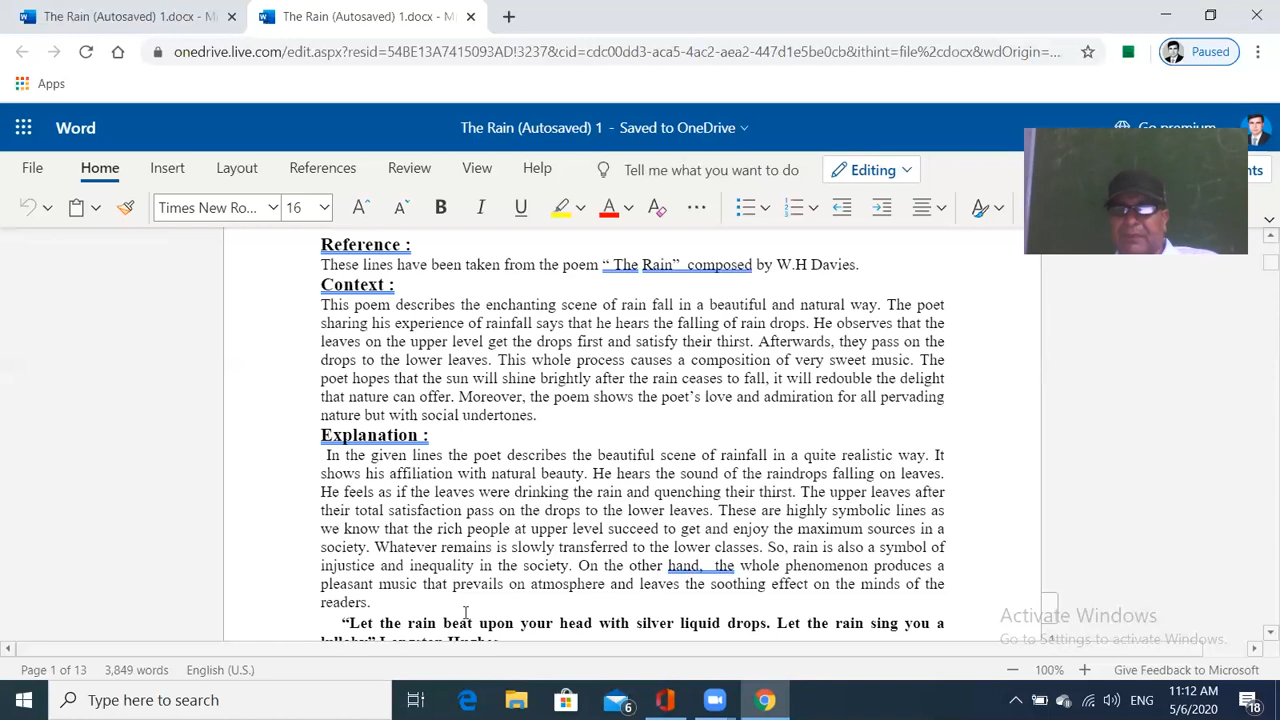 The Rain (Autosaved) 1.docx - M
The Rain (Autosaved) 1.docx - M
onedrive.live.com/edit.aspx?resid=54BE13A7415093AD!3237&cid=cdc00dd3-aca5-4ac2-aea2-447d1e5be0cb&ithint=file%2cdocx&wdOrigin=...
Paused
Apps
Word
The Rain (Autosaved) 1 - Saved to OneDrive
Go premium
File Home Insert Layout References Review View Help Tell me what you want to do Editing
Times New Ro... 16
Reference :
These lines have been taken from the poem “ The Rain”  composed by W.H Davies.
Context :
This poem describes the enchanting scene of rain fall in a beautiful and natural way. The poet
sharing his experience of rainfall says that he hears the falling of rain drops. He observes that the
leaves on the upper level get the drops first and satisfy their thirst. Afterwards, they pass on the
drops to the lower leaves. This whole process causes a composition of very sweet music. The
poet hopes that the sun will shine brightly after the rain ceases to fall, it will redouble the delight
that nature can offer. Moreover, the poem shows the poet’s love and admiration for all pervading
nature but with social undertones.
Explanation :
In the given lines the poet describes the beautiful scene of rainfall in a quite realistic way. It
shows his affiliation with natural beauty. He hears the sound of the raindrops falling on leaves.
He feels as if the leaves were drinking the rain and quenching their thirst. The upper leaves after
their total satisfaction pass on the drops to the lower leaves. These are highly symbolic lines as
we know that the rich people at upper level succeed to get and enjoy the maximum sources in a
society. Whatever remains is slowly transferred to the lower classes. So, rain is also a symbol of
injustice and inequality in the society. On the other hand,  the whole phenomenon produces a
pleasant music that prevails on atmosphere and leaves the soothing effect on the minds of the
readers.
“Let the rain beat upon your head with silver liquid drops. Let the rain sing you a
lullaby” Langston Hughes
Activate Windows
Go to Settings to activate Windows.
Page 1 of 13 3,849 words English (U.S.) 100% Give Feedback to Microsoft
Type here to search
6
ENG
11:12 AM
5/6/2020
18